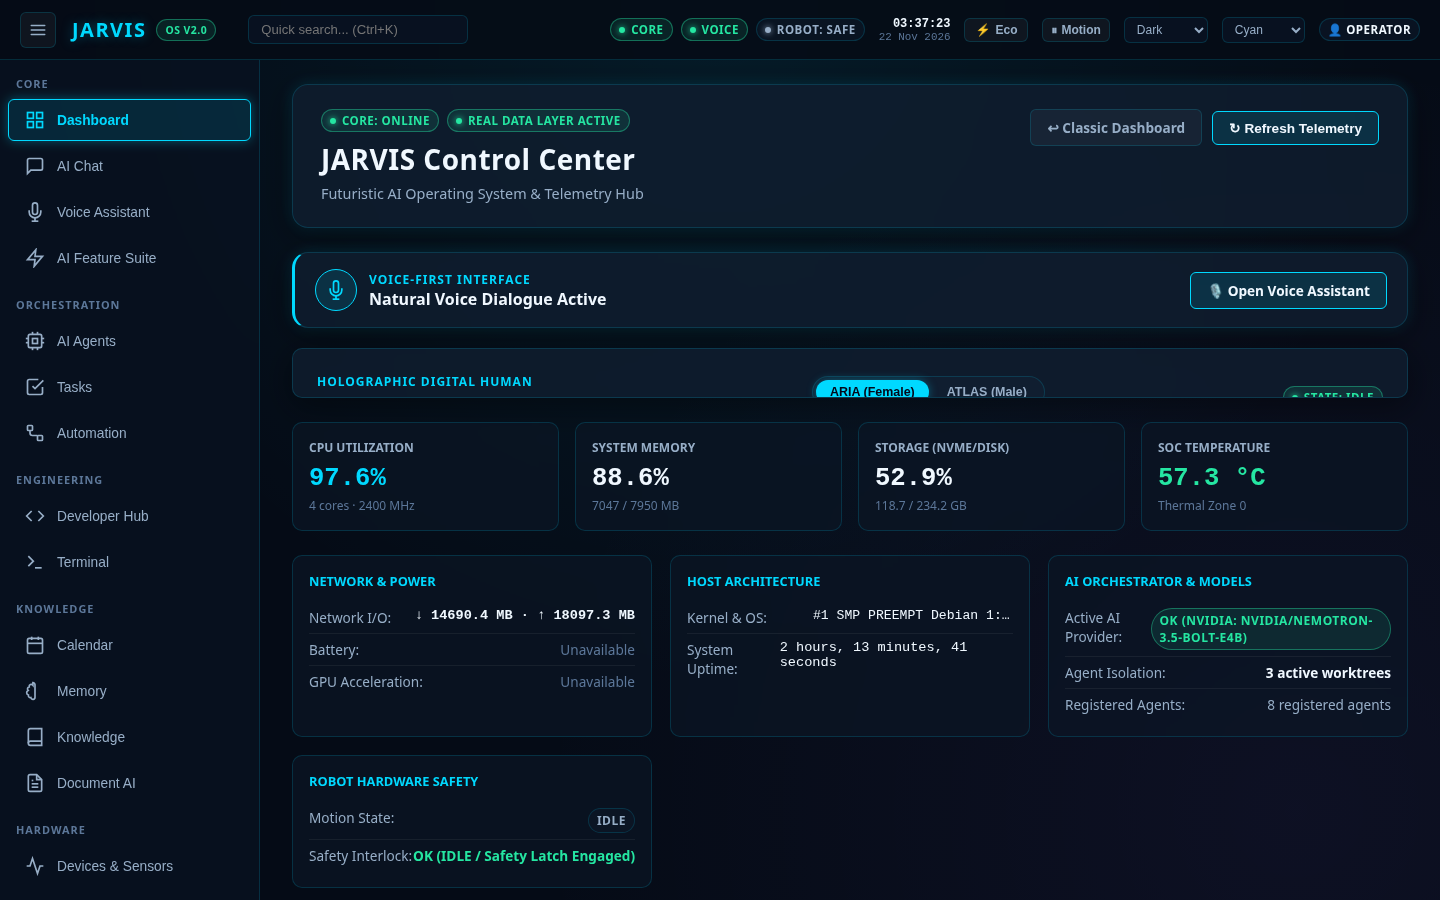 JARVIS
OS V2.0
Quick search... (Ctrl+K)
CORE
VOICE
ROBOT: SAFE
03:37:23
22 Nov 2026
⚡ Eco
⏸ Motion
Dark
Cyan
👤 OPERATOR
CORE
Dashboard
AI Chat
Voice Assistant
AI Feature Suite
ORCHESTRATION
AI Agents
Tasks
Automation
ENGINEERING
Developer Hub
Terminal
KNOWLEDGE
Calendar
Memory
Knowledge
Document AI
HARDWARE
Devices & Sensors
CORE: ONLINE
REAL DATA LAYER ACTIVE
JARVIS Control Center
Futuristic AI Operating System & Telemetry Hub
↩ Classic Dashboard
↻ Refresh Telemetry
VOICE-FIRST INTERFACE
Natural Voice Dialogue Active
🎙️ Open Voice Assistant
HOLOGRAPHIC DIGITAL HUMAN
ARIA (Female)
ATLAS (Male)
STATE: IDLE
CPU UTILIZATION
97.6%
4 cores · 2400 MHz
SYSTEM MEMORY
88.6%
7047 / 7950 MB
STORAGE (NVME/DISK)
52.9%
118.7 / 234.2 GB
SOC TEMPERATURE
57.3 °C
Thermal Zone 0
NETWORK & POWER
Network I/O: ↓ 14690.4 MB · ↑ 18097.3 MB
Battery: Unavailable
GPU Acceleration: Unavailable
HOST ARCHITECTURE
Kernel & OS: #1 SMP PREEMPT Debian 1:…
System Uptime:
2 hours, 13 minutes, 41
seconds
AI ORCHESTRATOR & MODELS
Active AI
Provider:
OK (NVIDIA: NVIDIA/NEMOTRON-
3.5-BOLT-E4B)
Agent Isolation: 3 active worktrees
Registered Agents: 8 registered agents
ROBOT HARDWARE SAFETY
Motion State: IDLE
Safety Interlock: OK (IDLE / Safety Latch Engaged)